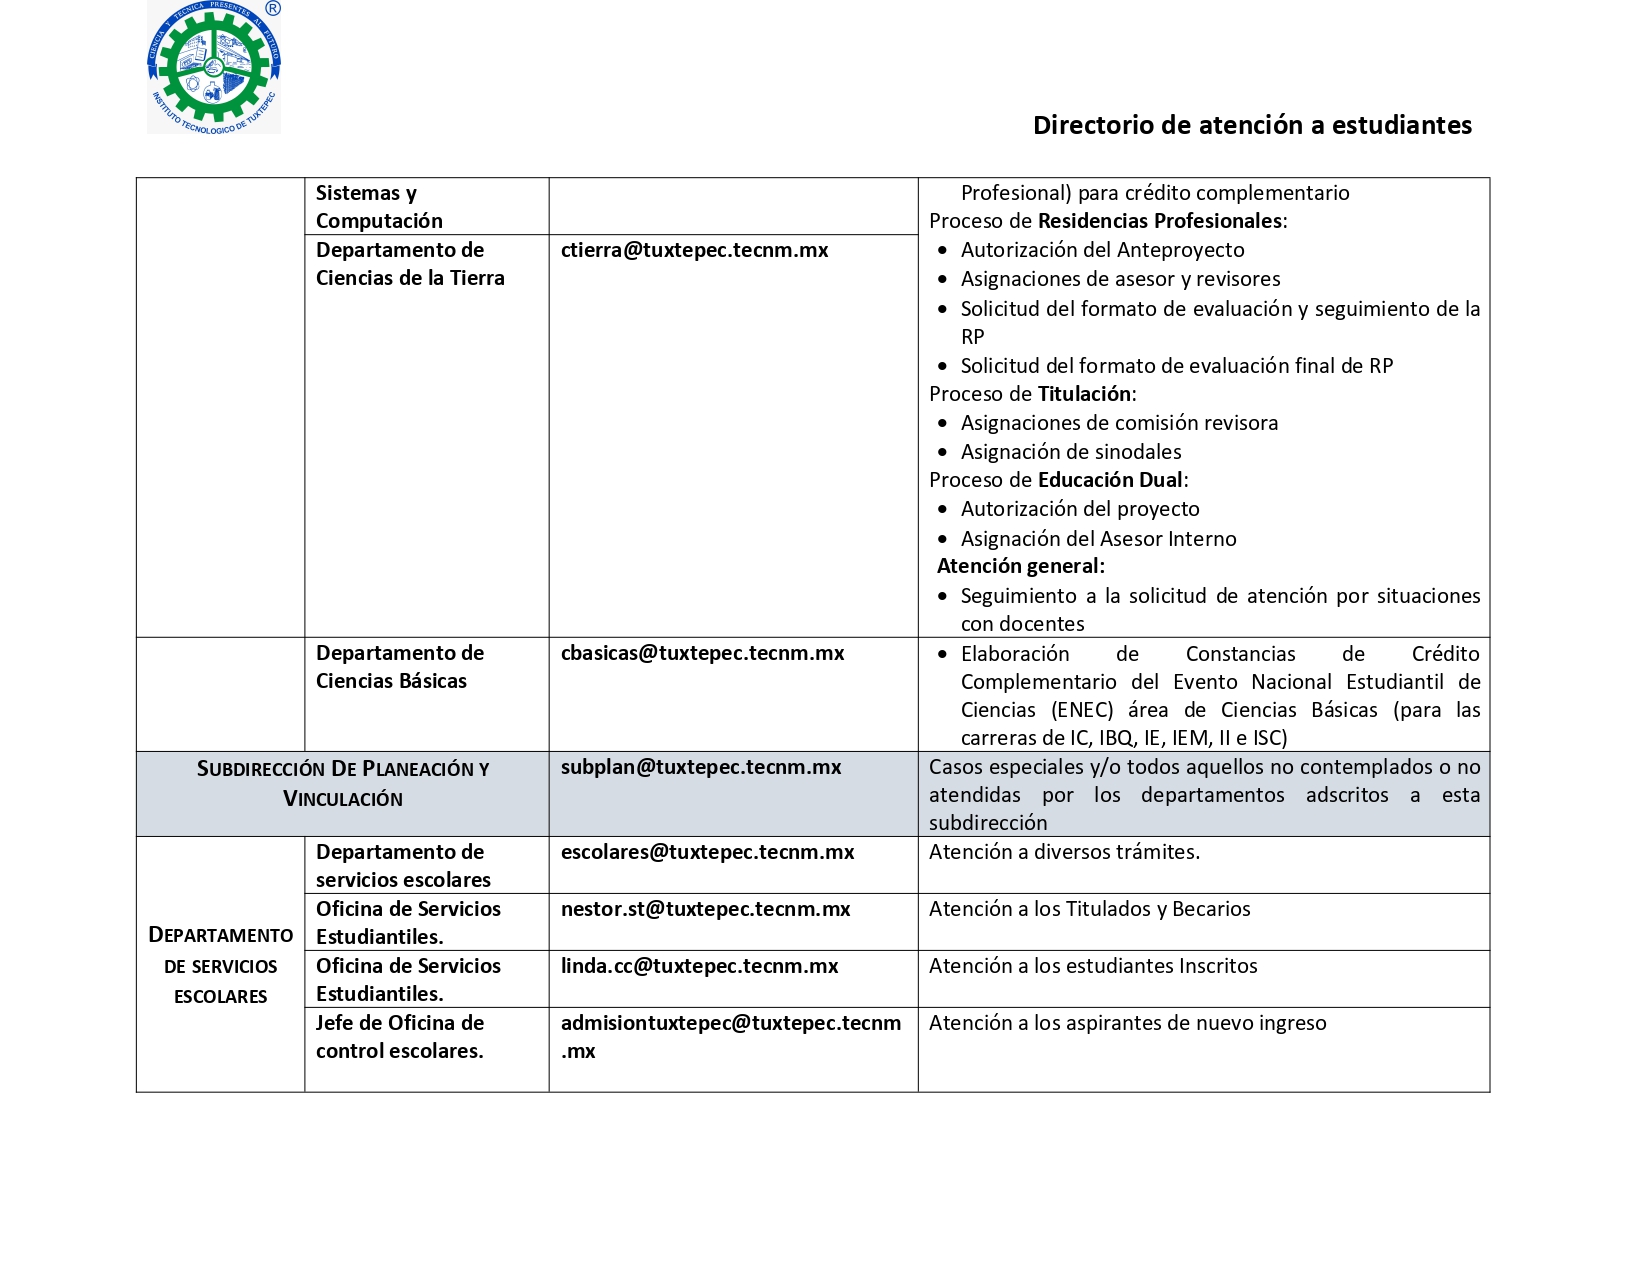 CIENCIA Y TECNICA PRESENTES AL FUTURO
®
INSTITUTO TECNOLOGICO DE TUXTEPEC
Directorio de atención a estudiantes
Sistemas y
Computación
Profesional) para crédito complementario
Proceso de Residencias Profesionales:
Departamento de
Ciencias de la Tierra
ctierra@tuxtepec.tecnm.mx
• Autorización del Anteproyecto
• Asignaciones de asesor y revisores
• Solicitud del formato de evaluación y seguimiento de la
RP
• Solicitud del formato de evaluación final de RP
Proceso de Titulación:
• Asignaciones de comisión revisora
• Asignación de sinodales
Proceso de Educación Dual:
• Autorización del proyecto
• Asignación del Asesor Interno
Atención general:
• Seguimiento a la solicitud de atención por situaciones
con docentes
Departamento de
Ciencias Básicas
cbasicas@tuxtepec.tecnm.mx
• Elaboración de Constancias de Crédito
Complementario del Evento Nacional Estudiantil de
Ciencias (ENEC) área de Ciencias Básicas (para las
carreras de IC, IBQ, IE, IEM, II e ISC)
SUBDIRECCIÓN DE PLANEACIÓN Y
VINCULACIÓN
subplan@tuxtepec.tecnm.mx
Casos especiales y/o todos aquellos no contemplados o no
atendidas por los departamentos adscritos a esta
subdirección
DEPARTAMENTO
DE SERVICIOS
ESCOLARES
Departamento de
servicios escolares
escolares@tuxtepec.tecnm.mx
Atención a diversos trámites.
Oficina de Servicios
Estudiantiles.
nestor.st@tuxtepec.tecnm.mx
Atención a los Titulados y Becarios
Oficina de Servicios
Estudiantiles.
linda.cc@tuxtepec.tecnm.mx
Atención a los estudiantes Inscritos
Jefe de Oficina de
control escolares.
admisiontuxtepec@tuxtepec.tecnm
.mx
Atención a los aspirantes de nuevo ingreso